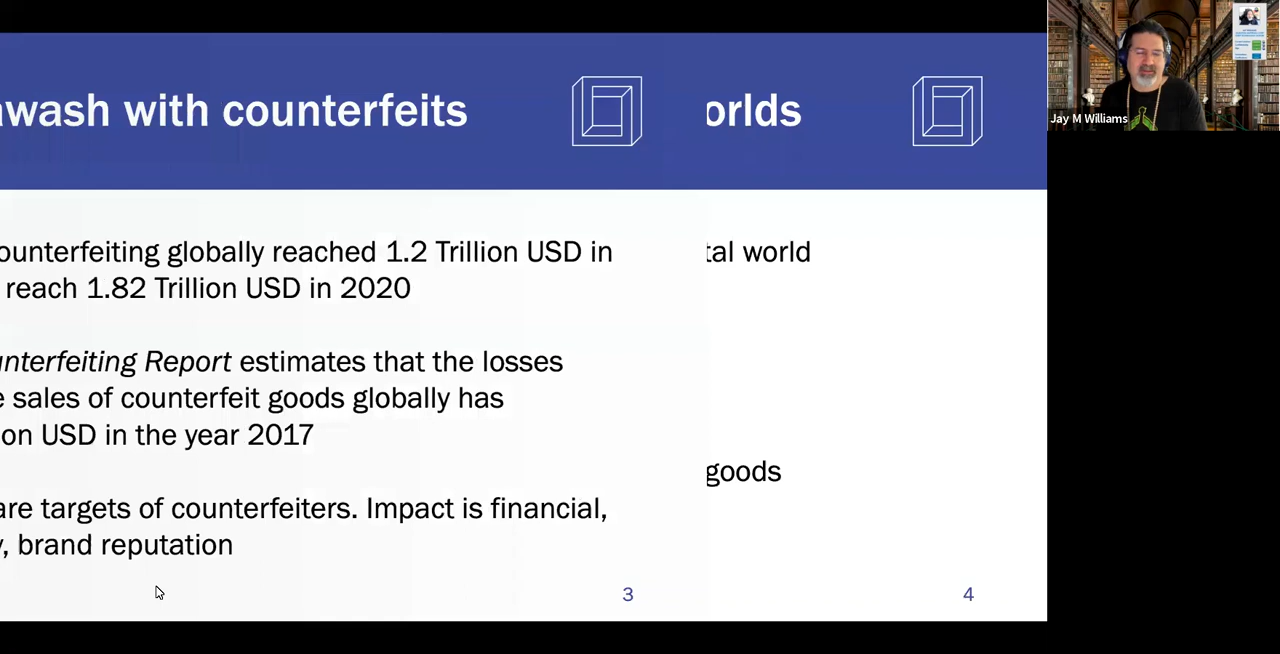 awash with counterfeits
orlds
ounterfeiting globally reached 1.2 Trillion USD in
reach 1.82 Trillion USD in 2020
unterfeiting Report estimates that the losses
e sales of counterfeit goods globally has
on USD in the year 2017
are targets of counterfeiters. Impact is financial,
y, brand reputation
3
tal world
goods
4
Jay M Williams